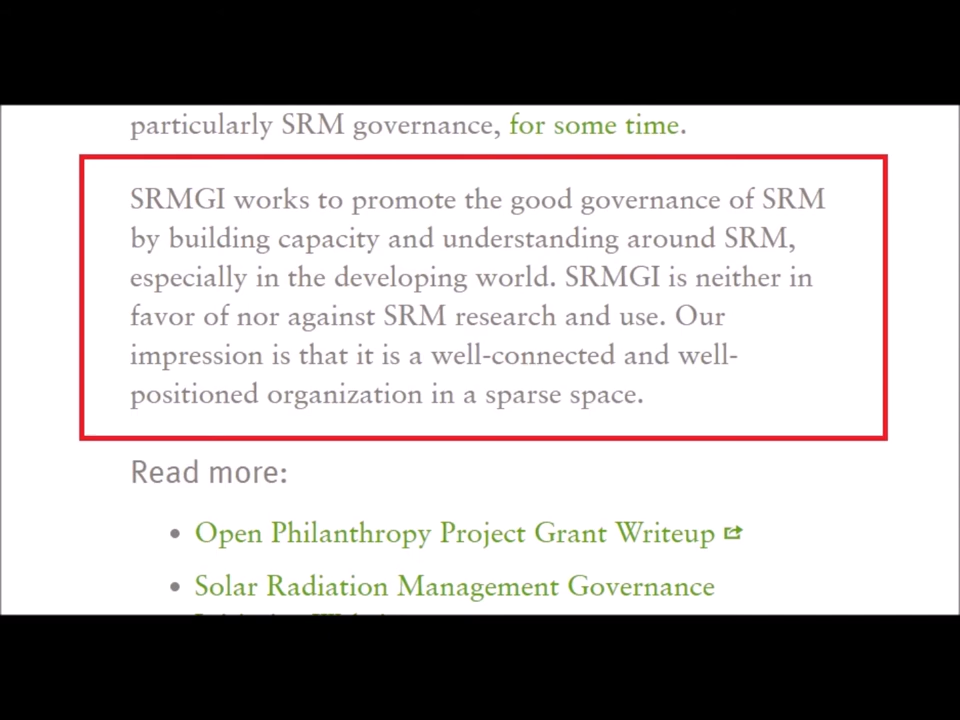 particularly SRM governance, for some time.
SRMGI works to promote the good governance of SRM
by building capacity and understanding around SRM,
especially in the developing world. SRMGI is neither in
favor of nor against SRM research and use. Our
impression is that it is a well-connected and well-
positioned organization in a sparse space.
Read more:
• Open Philanthropy Project Grant Writeup
• Solar Radiation Management Governance